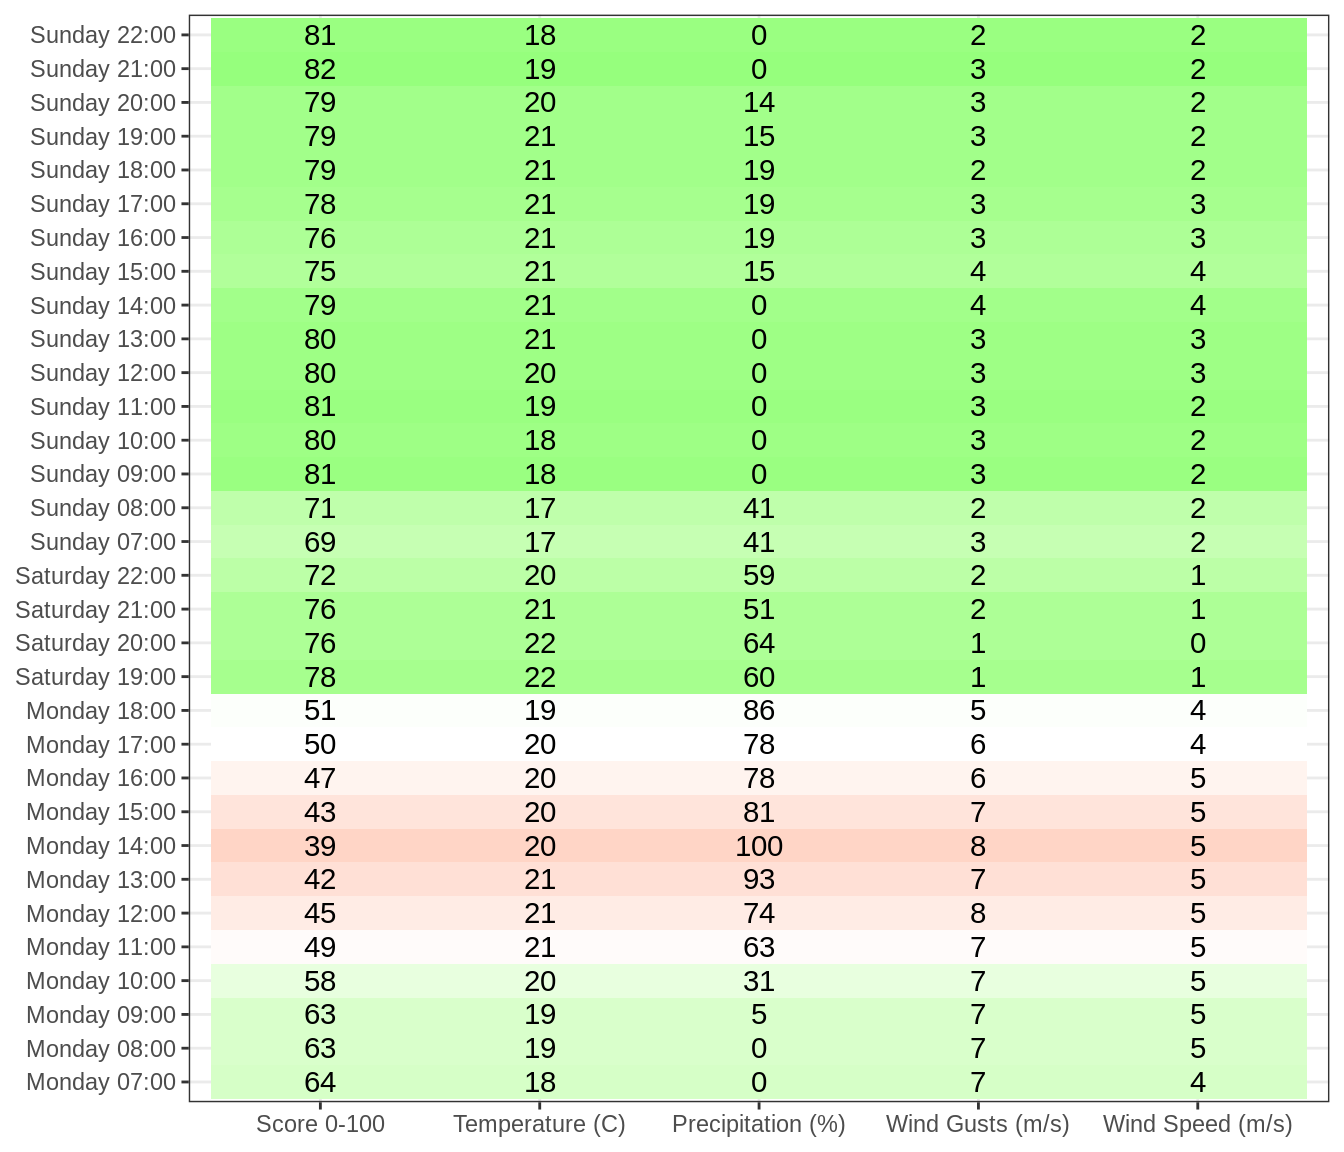 Sunday 22:00 81 18 0 2 2
Sunday 21:00 82 19 0 3 2
Sunday 20:00 79 20 14 3 2
Sunday 19:00 79 21 15 3 2
Sunday 18:00 79 21 19 2 2
Sunday 17:00 78 21 19 3 3
Sunday 16:00 76 21 19 3 3
Sunday 15:00 75 21 15 4 4
Sunday 14:00 79 21 0 4 4
Sunday 13:00 80 21 0 3 3
Sunday 12:00 80 20 0 3 3
Sunday 11:00 81 19 0 3 2
Sunday 10:00 80 18 0 3 2
Sunday 09:00 81 18 0 3 2
Sunday 08:00 71 17 41 2 2
Sunday 07:00 69 17 41 3 2
Saturday 22:00 72 20 59 2 1
Saturday 21:00 76 21 51 2 1
Saturday 20:00 76 22 64 1 0
Saturday 19:00 78 22 60 1 1
Monday 18:00 51 19 86 5 4
Monday 17:00 50 20 78 6 4
Monday 16:00 47 20 78 6 5
Monday 15:00 43 20 81 7 5
Monday 14:00 39 20 100 8 5
Monday 13:00 42 21 93 7 5
Monday 12:00 45 21 74 8 5
Monday 11:00 49 21 63 7 5
Monday 10:00 58 20 31 7 5
Monday 09:00 63 19 5 7 5
Monday 08:00 63 19 0 7 5
Monday 07:00 64 18 0 7 4
Score 0-100 Temperature (C) Precipitation (%) Wind Gusts (m/s) Wind Speed (m/s)